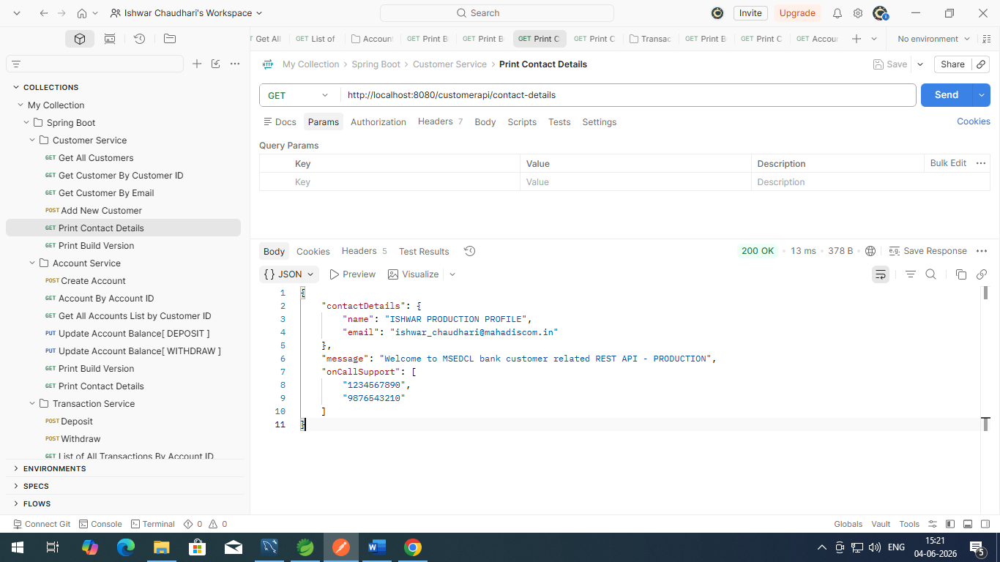 Ishwar Chaudhari's Workspace
Search
Invite
Upgrade
Get All
GET List of
Accoun
GET Print B
GET Print B
GET Print C
GET Print C
Transac
GET Print B
GET Print C
GET Accou
No environment
COLLECTIONS
My Collection
Spring Boot
Customer Service
GET Get All Customers
GET Get Customer By Customer ID
GET Get Customer By Email
POST Add New Customer
GET Print Contact Details
GET Print Build Version
Account Service
POST Create Account
GET Account By Account ID
GET Get All Accounts List by Customer ID
PUT Update Account Balance[ DEPOSIT ]
PUT Update Account Balance[ WITHDRAW ]
GET Print Build Version
GET Print Contact Details
Transaction Service
POST Deposit
POST Withdraw
GET List of All Transactions By Account ID
ENVIRONMENTS
SPECS
FLOWS
HTTP My Collection > Spring Boot > Customer Service > Print Contact Details
Save
Share
GET http://localhost:8080/customerapi/contact-details
Send
Docs Params Authorization Headers 7 Body Scripts Tests Settings
Cookies
Query Params
Key Value Description Bulk Edit
Key Value Description
Body Cookies Headers 5 Test Results
200 OK • 13 ms • 378 B
e.g. Save Response
{} JSON Preview Visualize
1 {
2 "contactDetails": {
3 "name": "ISHWAR PRODUCTION PROFILE",
4 "email": "ishwar_chaudhari@mahadiscom.in"
5 },
6 "message": "Welcome to MSEDCL bank customer related REST API - PRODUCTION",
7 "onCallSupport": [
8 "1234567890",
9 "9876543210"
10 ]
11 }
Connect Git Console Terminal 0 0
Globals Vault Tools
ENG
15:21
04-06-2026
5